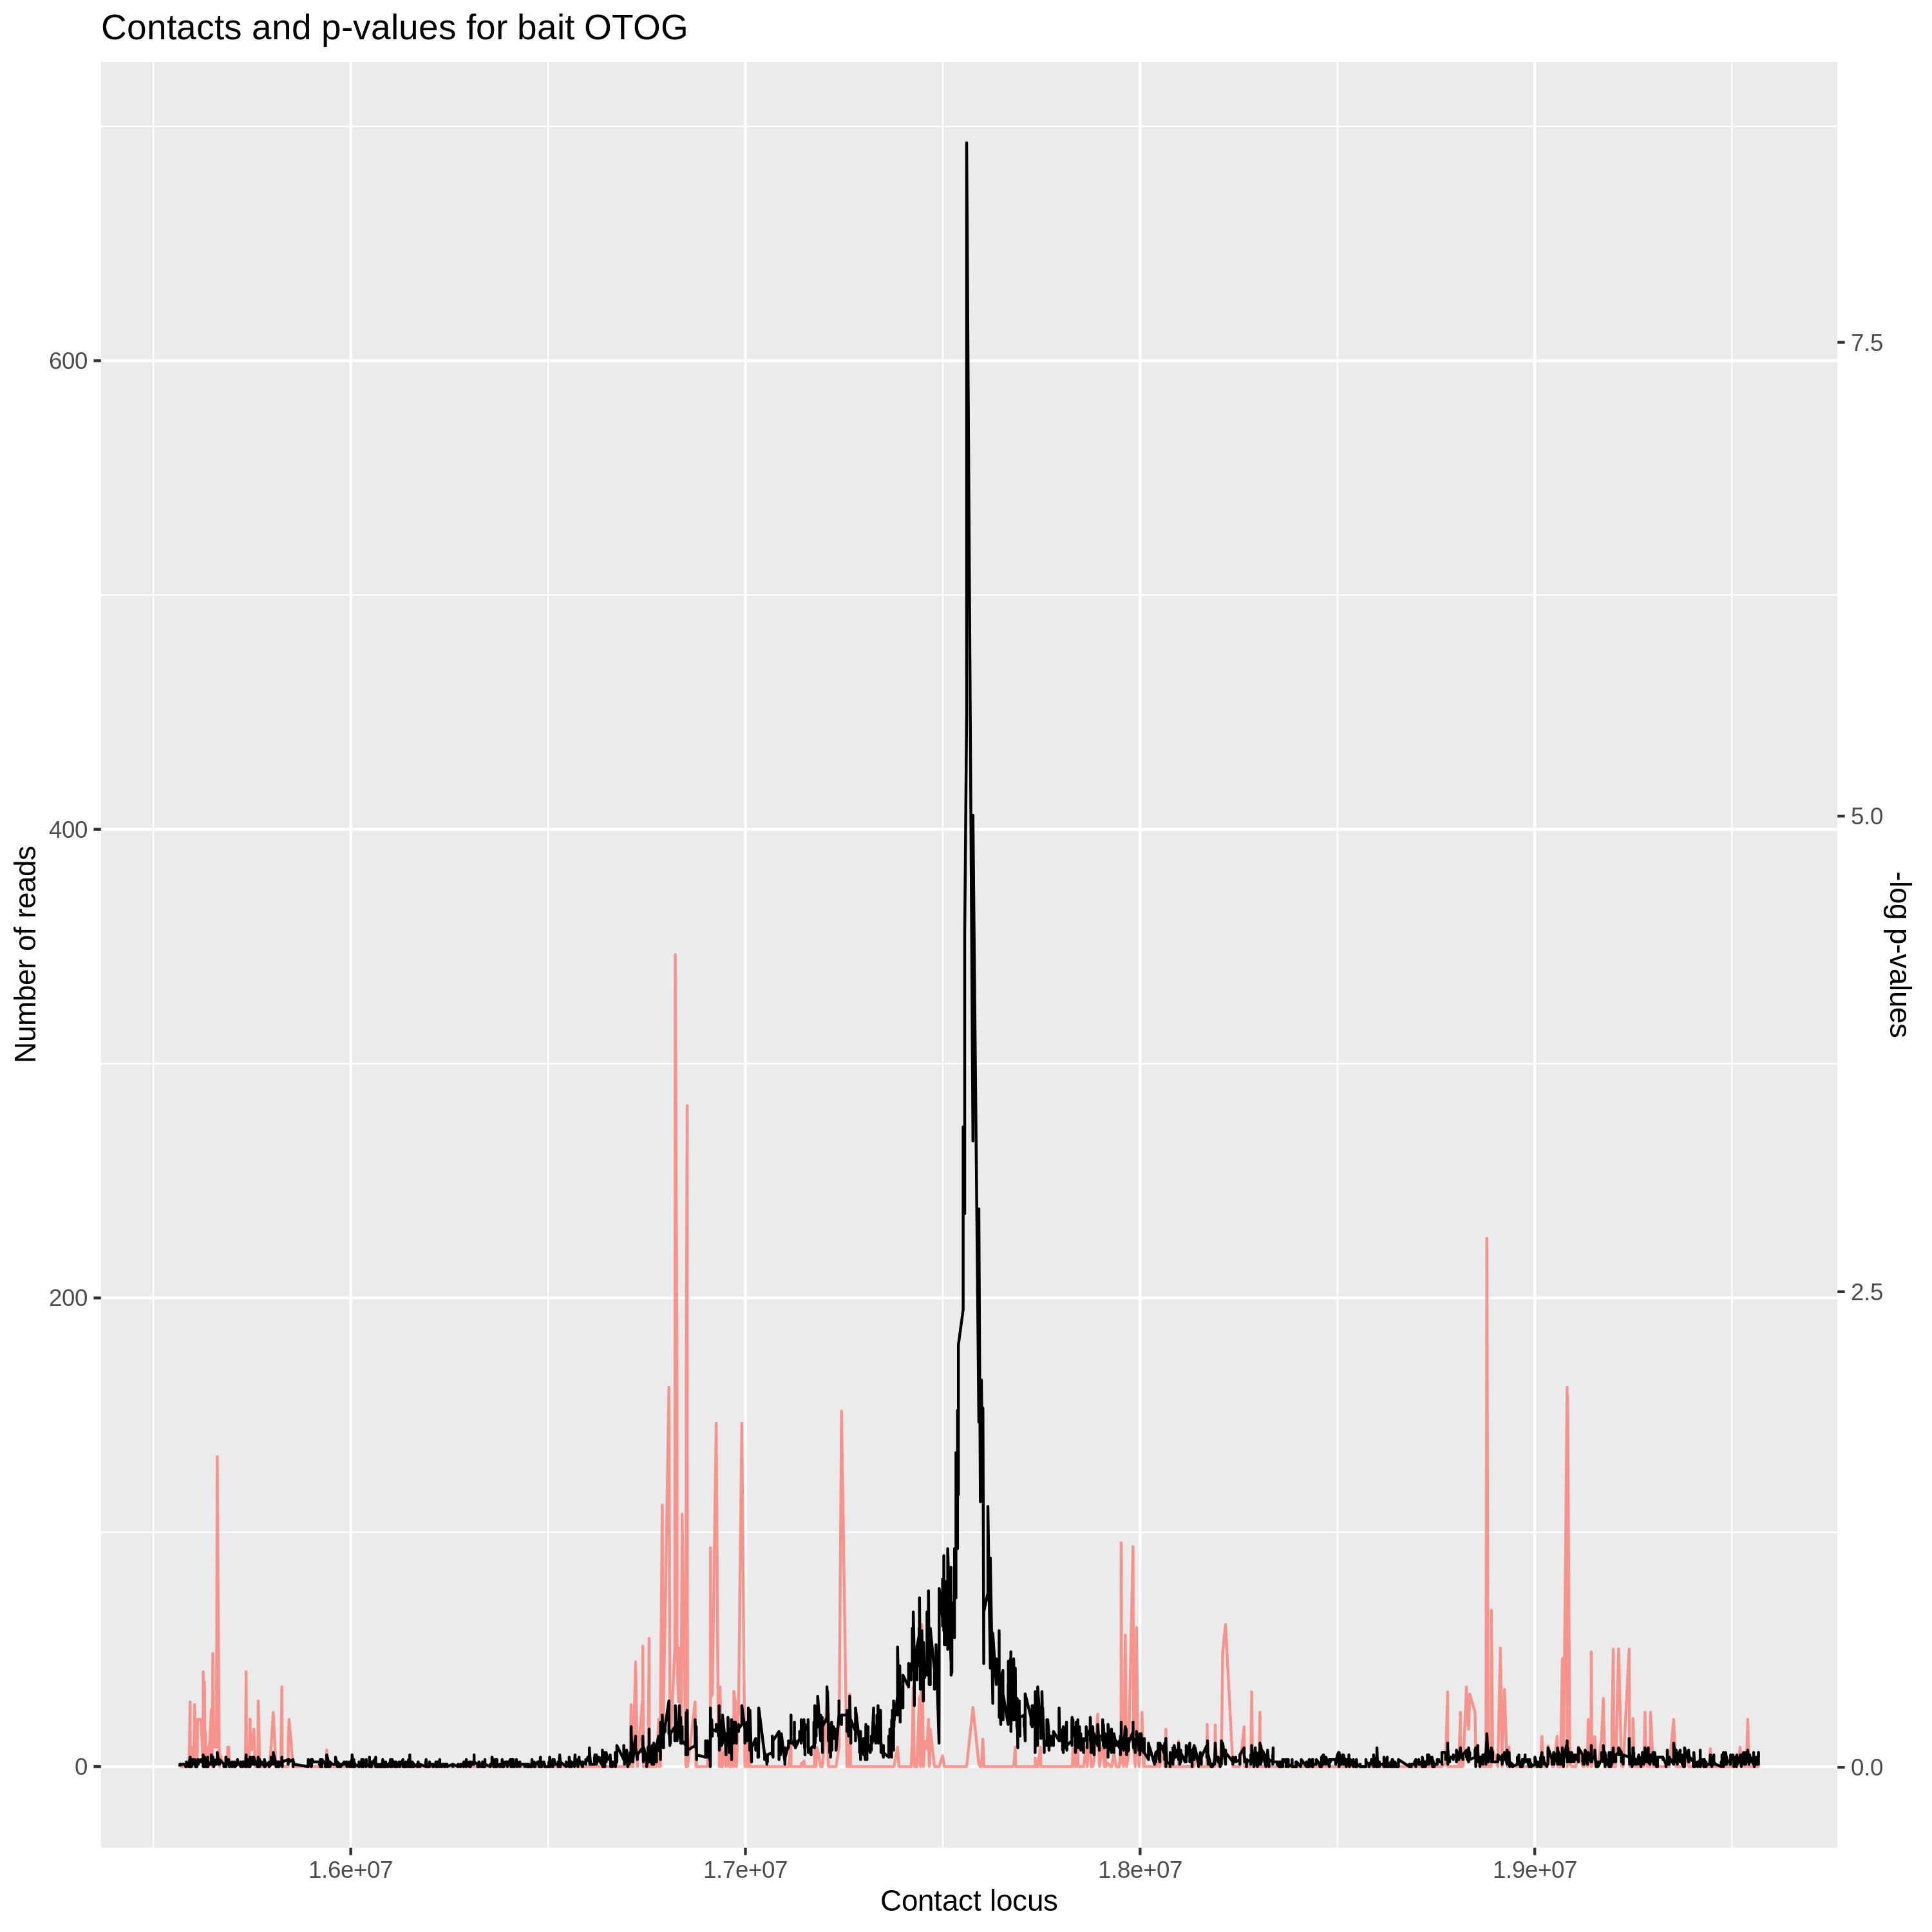 Contacts and p-values for bait OTOG
Number of reads
600
400
200
0
7.5
5.0
2.5
0.0
-log p-values
1.6e+07
1.7e+07
1.8e+07
1.9e+07
Contact locus